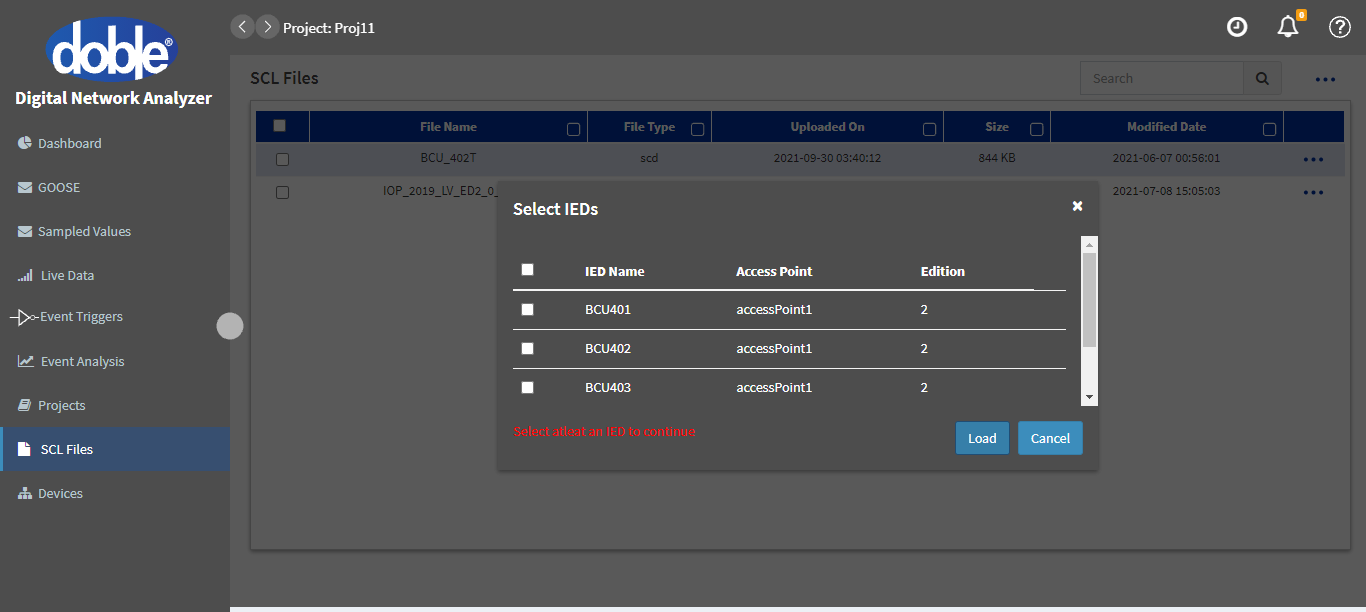 doble®
Digital Network Analyzer
Dashboard
GOOSE
Sampled Values
Live Data
Event Triggers
Event Analysis
Projects
SCL Files
Devices
Project: Proj11
0
SCL Files
Search
File Name File Type Uploaded On Size Modified Date
BCU_402T scd 2021-09-30 03:40:12 844 KB 2021-06-07 00:56:01
IOP_2019_LV_ED2_0_ 2021-07-08 15:05:03
Select IEDs
IED Name Access Point Edition
BCU401 accessPoint1 2
BCU402 accessPoint1 2
BCU403 accessPoint1 2
Select atleat an IED to continue
Load Cancel